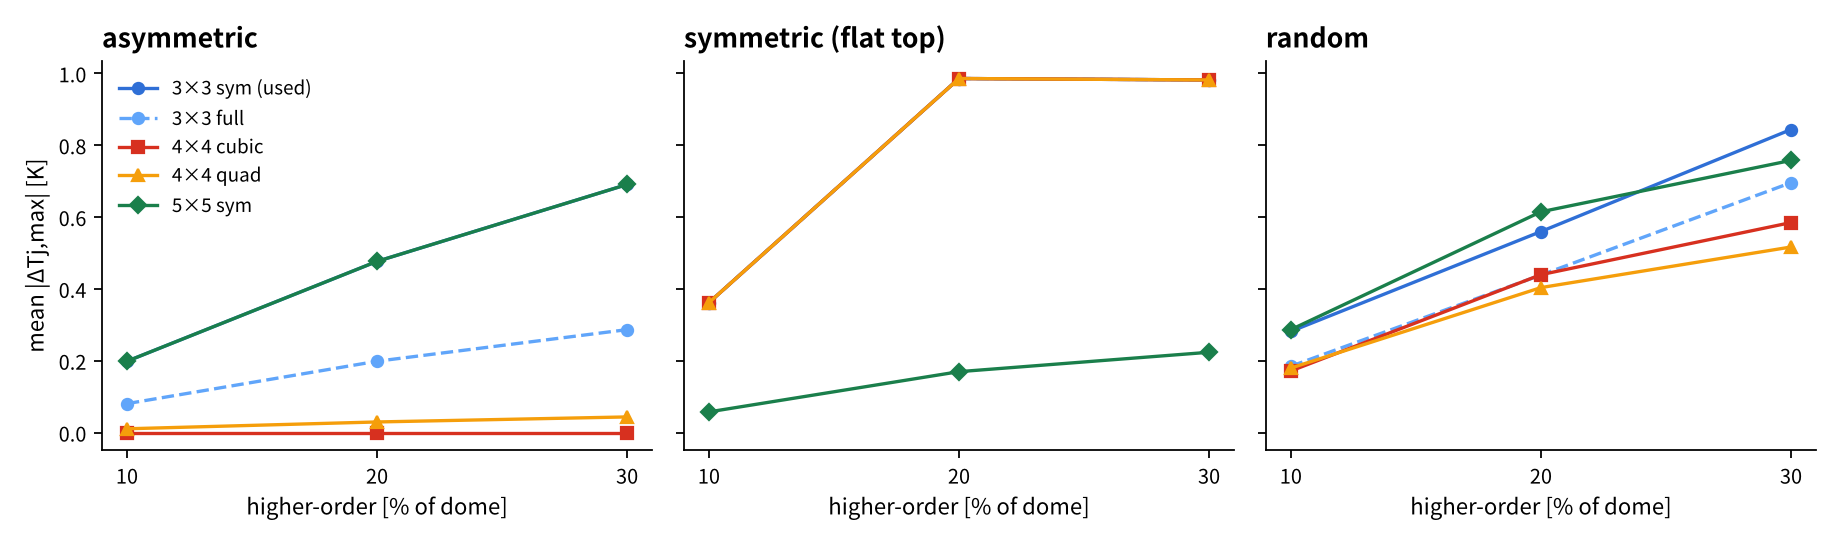 asymmetric
symmetric (flat top)
random
mean |ΔTj,max| [K]
1.0
0.8
0.6
0.4
0.2
0.0
3×3 sym (used)
3×3 full
4×4 cubic
4×4 quad
5×5 sym
10 20 30
10 20 30
10 20 30
higher-order [% of dome]
higher-order [% of dome]
higher-order [% of dome]